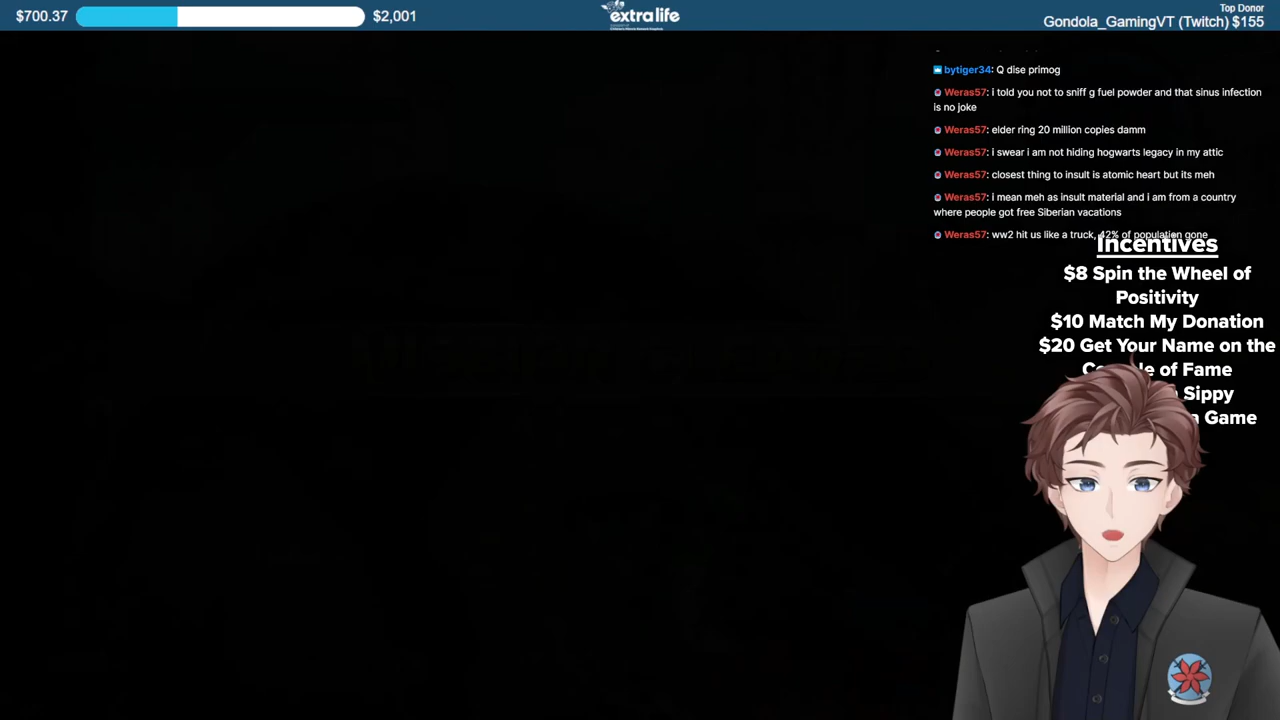 $700.37
$2,001
extralife
Top Donor
Gondola_GamingVT (Twitch) $155
bytiger34: Q dise primog
Weras57: i told you not to sniff g fuel powder and that sinus infection
is no joke
Weras57: elder ring 20 million copies damm
Weras57: i swear i am not hiding hogwarts legacy in my attic
Weras57: closest thing to insult is atomic heart but its meh
Weras57: i mean meh as insult material and i am from a country
where people got free Siberian vacations
Weras57: ww2 hit us like a truck, 42% of population gone
Incentives
$8 Spin the Wheel of
Positivity
$10 Match My Donation
$20 Get Your Name on the
of Fame
Sippy
a Game